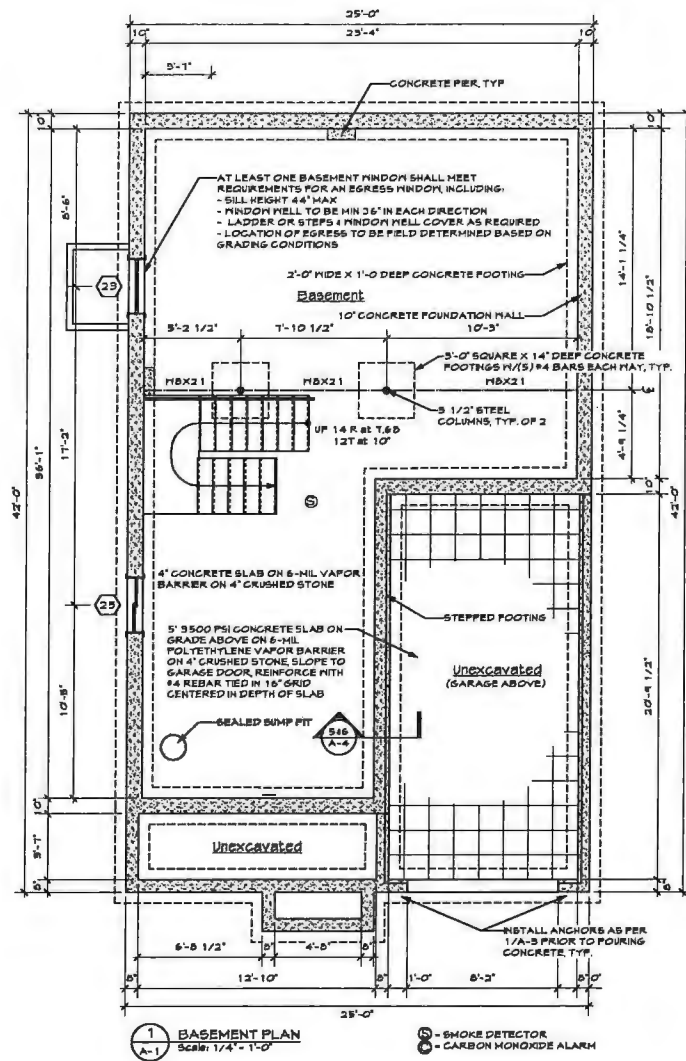 25'-0"
10" 23'-4" 10"
3'-7"
CONCRETE PIER, TYP
10"
10"
AT LEAST ONE BASEMENT WINDOW SHALL MEET
REQUIREMENTS FOR AN EGRESS WINDOW, INCLUDING:
- SILL HEIGHT 44" MAX
- WINDOW WELL TO BE MIN 36" IN EACH DIRECTION
- LADDER OR STEPS & WINDOW WELL COVER AS REQUIRED
- LOCATION OF EGRESS TO BE FIELD DETERMINED BASED ON
GRADING CONDITIONS
8'-6"
14'-1 1/4"
18'-10 1/2"
2'-0" WIDE X 1'-0 DEEP CONCRETE FOOTING
23
Basement
10" CONCRETE FOUNDATION WALL
5'-2 1/2" 7'-10 1/2" 10'-3"
3'-0" SQUARE X 14" DEEP CONCRETE
FOOTINGS W/(5) #4 BARS EACH WAY, TYP.
W8X21 W8X21 W8X21
3 1/2" STEEL
COLUMNS, TYP. OF 2
UP 14 R at 7.68
12T at 10"
4'-9 1/4"
17'-2"
36'-1"
42'-0"
42'-0"
10"
S
4" CONCRETE SLAB ON 6-MIL VAPOR
BARRIER ON 4" CRUSHED STONE
25
STEPPED FOOTING
5" 3500 PSI CONCRETE SLAB ON
GRADE ABOVE ON 6-MIL
POLYETHYLENE VAPOR BARRIER
ON 4" CRUSHED STONE, SLOPE TO
GARAGE DOOR, REINFORCE WITH
#4 REBAR TIED IN 16" GRID
CENTERED IN DEPTH OF SLAB
Unexcavated
(GARAGE ABOVE)
20'-9 1/2"
10'-5"
SEALED SUMP PIT
A-4
10"
3'-7"
Unexcavated
8"
8"
INSTALL ANCHORS AS PER
1/A-3 PRIOR TO POURING
CONCRETE, TYP.
6'-8 1/2" 8" 4'-8" 8"
8" 12'-10" 8" 1'-0" 8'-2"
25'-0"
1
A-1
BASEMENT PLAN
Scale: 1/4" = 1'-0"
S - SMOKE DETECTOR
C - CARBON MONOXIDE ALARM